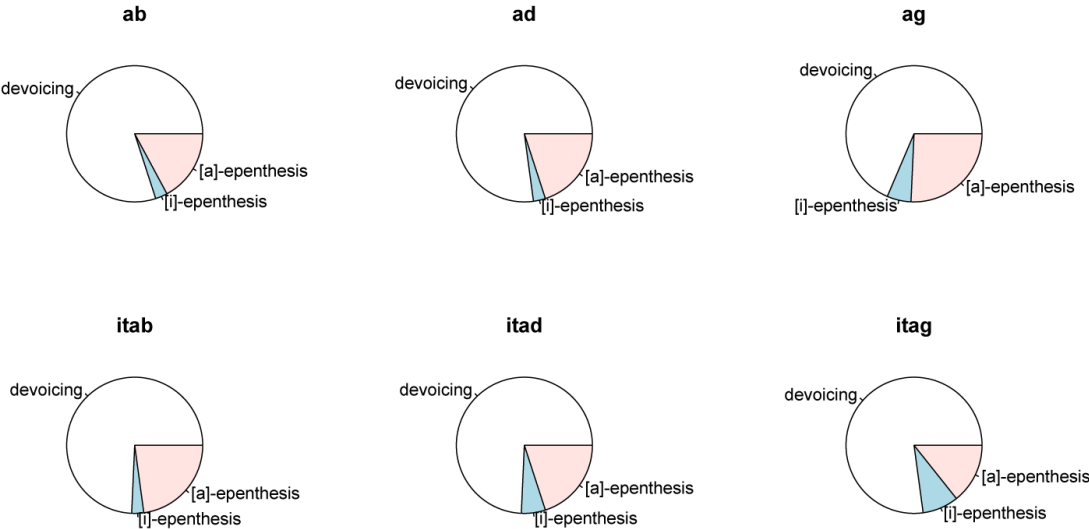 ab
devoicing
[a]-epenthesis
[i]-epenthesis
ad
devoicing
[a]-epenthesis
[i]-epenthesis
ag
devoicing
[a]-epenthesis
[i]-epenthesis
itab
devoicing
[a]-epenthesis
[i]-epenthesis
itad
devoicing
[a]-epenthesis
[i]-epenthesis
itag
devoicing
[a]-epenthesis
[i]-epenthesis